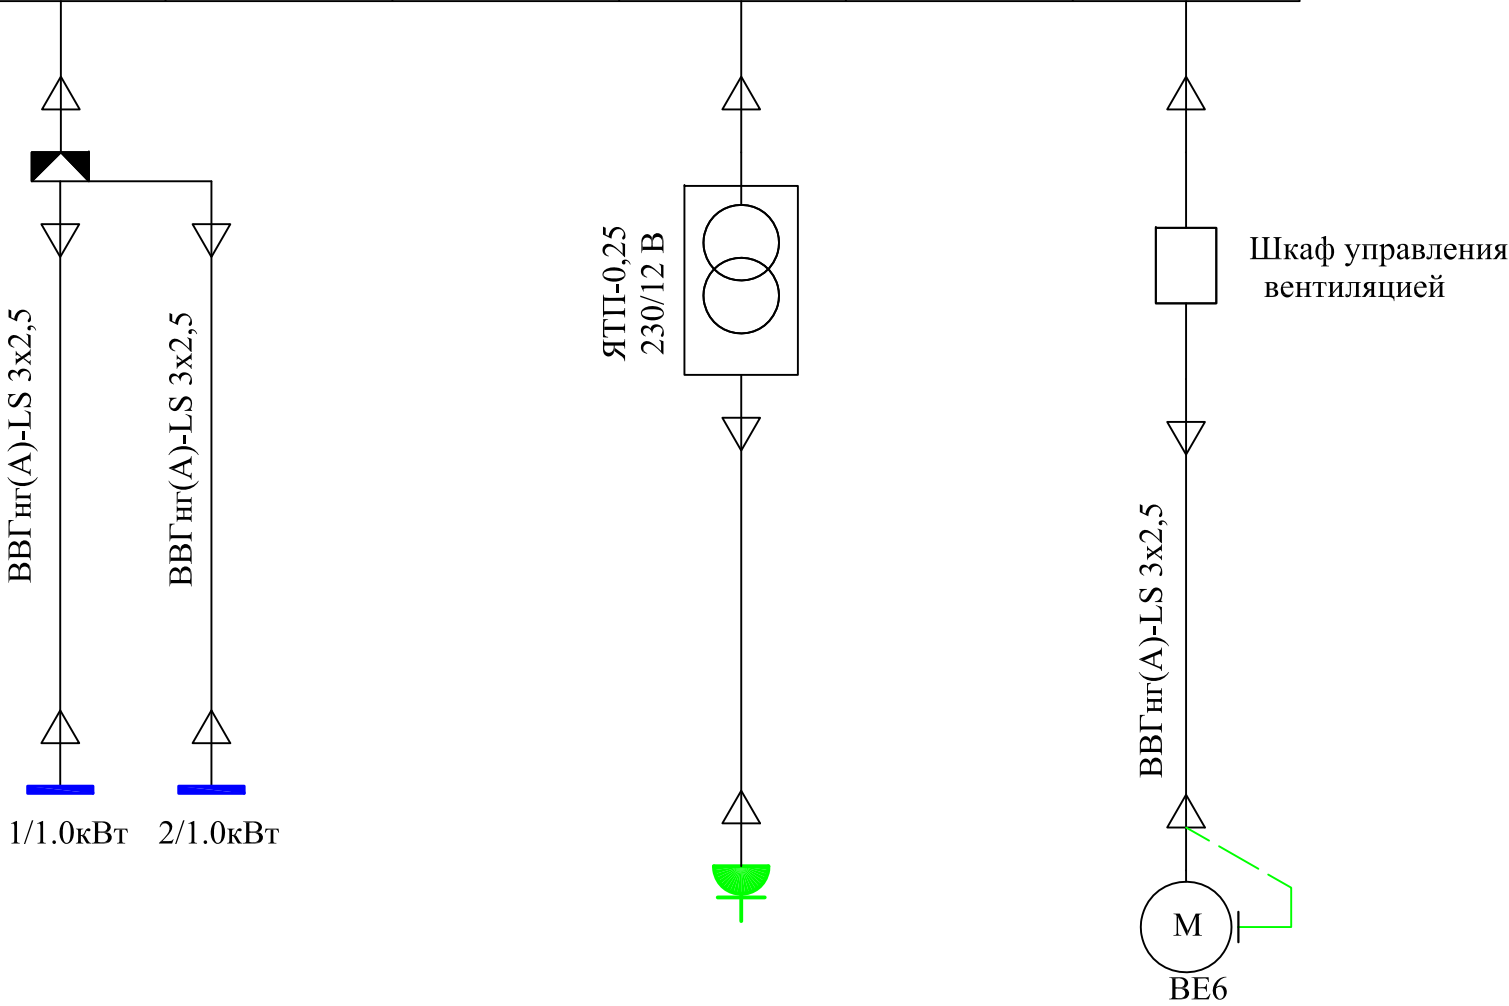 ВВГнг(А)-LS 3х2,5
ВВГнг(А)-LS 3х2,5
1/1.0кВт
2/1.0кВт
ЯТП-0,25
230/12 В
Шкаф управления
вентиляцией
ВВГнг(А)-LS 3х2,5
М
ВЕ6